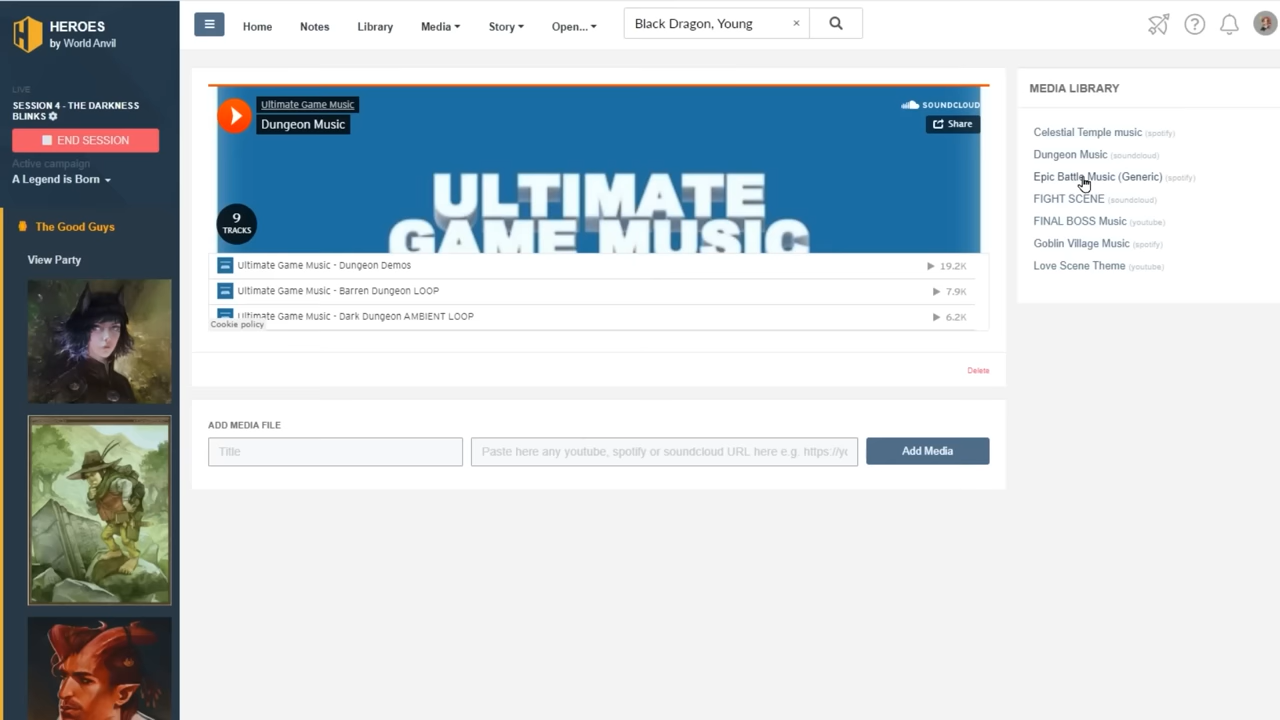 HEROES
by World Anvil
Home
Notes
Library
Media
Story
Open...
Black Dragon, Young
×
?
LIVE
SESSION 4 - THE DARKNESS
BLINKS
END SESSION
Active campaign
A Legend is Born
The Good Guys
View Party
Ultimate Game Music
Dungeon Music
SOUNDCLOUD
Share
ULTIMATE
GAME MUSIC
9
TRACKS
Ultimate Game Music - Dungeon Demos 19.2K
Ultimate Game Music - Barren Dungeon LOOP 7.9K
Ultimate Game Music - Dark Dungeon AMBIENT LOOP 6.2K
Cookie policy
Delete
ADD MEDIA FILE
Title
Paste here any youtube, spotify or soundcloud URL here e.g. https://yo
Add Media
MEDIA LIBRARY
Celestial Temple music (spotify)
Dungeon Music (soundcloud)
Epic Battle Music (Generic) (spotify)
FIGHT SCENE (soundcloud)
FINAL BOSS Music (youtube)
Goblin Village Music (spotify)
Love Scene Theme (youtube)